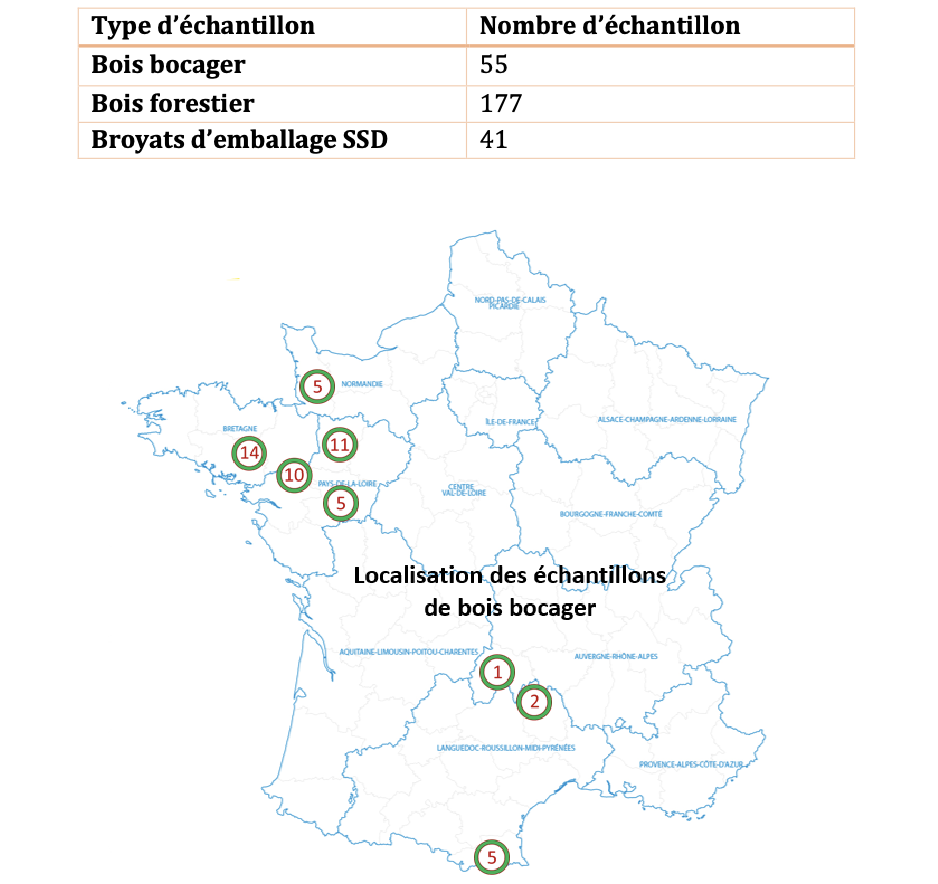 Type d’échantillon Nombre d’échantillon
Bois bocager 55
Bois forestier 177
Broyats d’emballage SSD 41
NORD-PAS-DE-CALAIS
PICARDIE
5 NORMANDIE
ÎLE-DE-FRANCE
ALSACE-CHAMPAGNE-ARDENNE-LORRAINE
BRETAGNE
14
11
10
PAYS-DE-LA-LOIRE
5
CENTRE
VAL-DE-LOIRE
BOURGOGNE-FRANCHE-COMTÉ
Localisation des échantillons
de bois bocager
AQUITAINE-LIMOUSIN-POITOU-CHARENTES
AUVERGNE-RHÔNE-ALPES
1
2
LANGUEDOC-ROUSSILLON-MIDI-PYRÉNÉES
PROVENCE-ALPES-CÔTE-D'AZUR
5